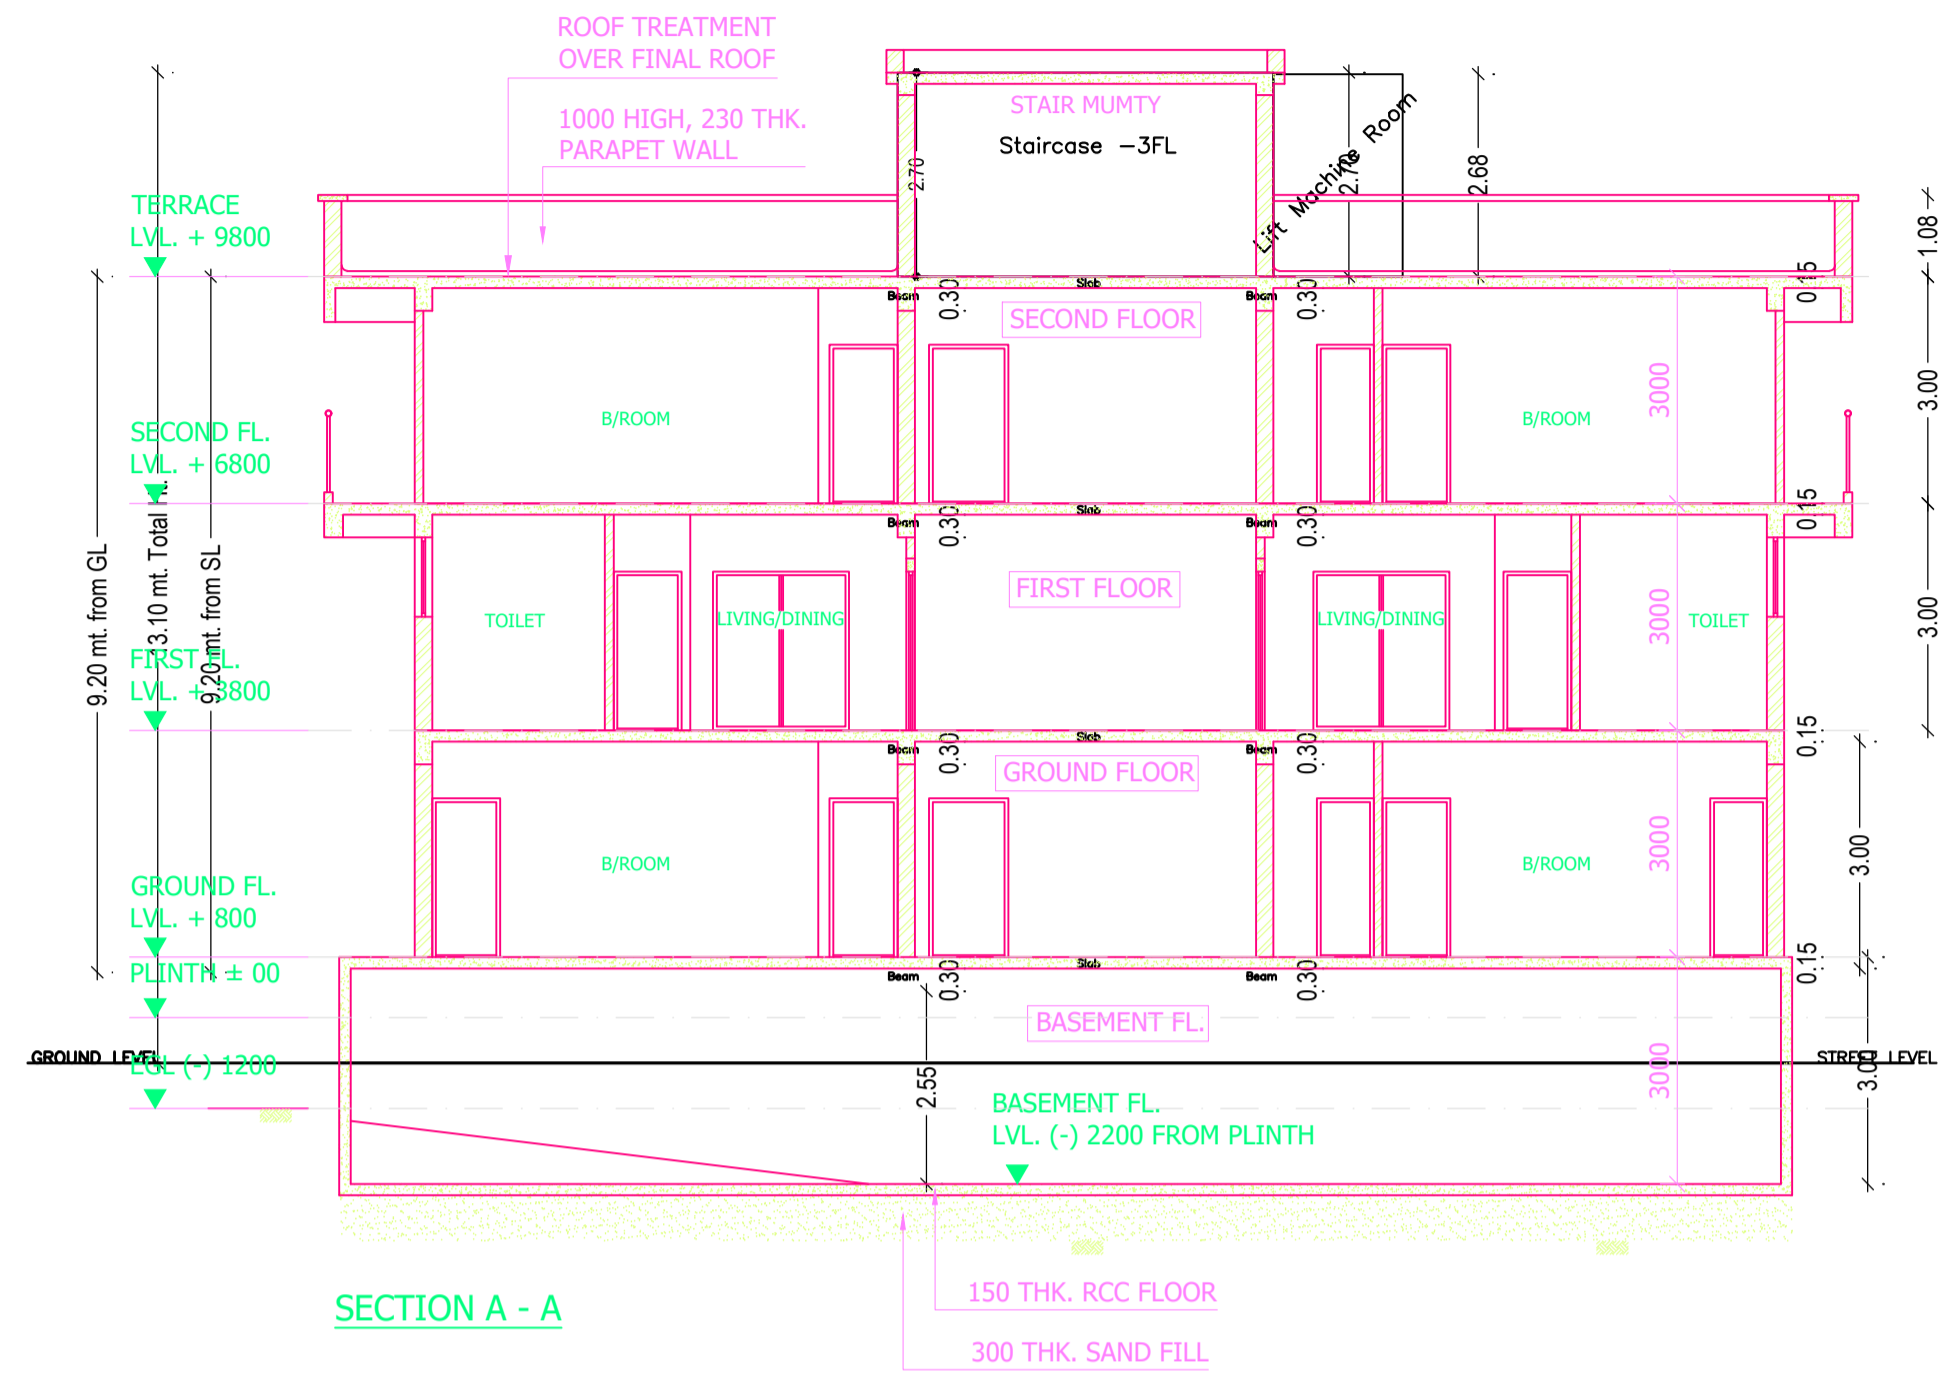 ROOF TREATMENT
OVER FINAL ROOF
1000 HIGH, 230 THK.
PARAPET WALL
STAIR MUMTY
Staircase -3FL
Lift Machine Room
2.70
2.70
2.68
1.08
TERRACE
LVL. + 9800
Slab
Beam
Beam
0.30
0.30
0.15
SECOND FLOOR
B/ROOM
B/ROOM
3000
3.00
SECOND FL.
LVL. + 6800
Slab
Beam
Beam
0.30
0.30
0.15
9.20 mt. from GL
13.10 mt. Total
9.20 mt. from SL
FIRST FLOOR
TOILET
LIVING/DINING
LIVING/DINING
TOILET
3000
3.00
FIRST FL.
LVL. + 3800
Slab
Beam
Beam
0.30
0.30
0.15
GROUND FLOOR
B/ROOM
B/ROOM
3000
3.00
GROUND FL.
LVL. + 800
Slab
Beam
Beam
0.30
0.30
0.15
PLINTH ± 00
BASEMENT FL.
GROUND LEVEL
STREET LEVEL
EGL (-) 1200
2.55
3000
3.00
BASEMENT FL.
LVL. (-) 2200 FROM PLINTH
150 THK. RCC FLOOR
300 THK. SAND FILL
SECTION A - A